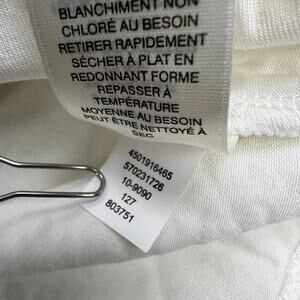 BLANCHIMENT NON
CHLORÉ AU BESOIN
RETIRER RAPIDEMENT
SÉCHER À PLAT EN
REDONNANT FORME
REPASSER À
TEMPÉRATURE
MOYENNE AU BESOIN
PEUT ÊTRE NETTOYÉ À
SEC
4501916465
570231726
10-9090
127
803751